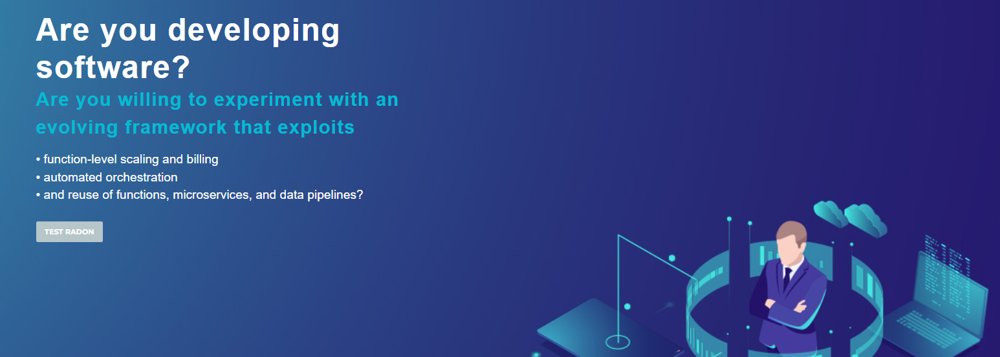 Are you developing
software?
Are you willing to experiment with an
evolving framework that exploits
• function-level scaling and billing
• automated orchestration
• and reuse of functions, microservices, and data pipelines?
TEST RADON